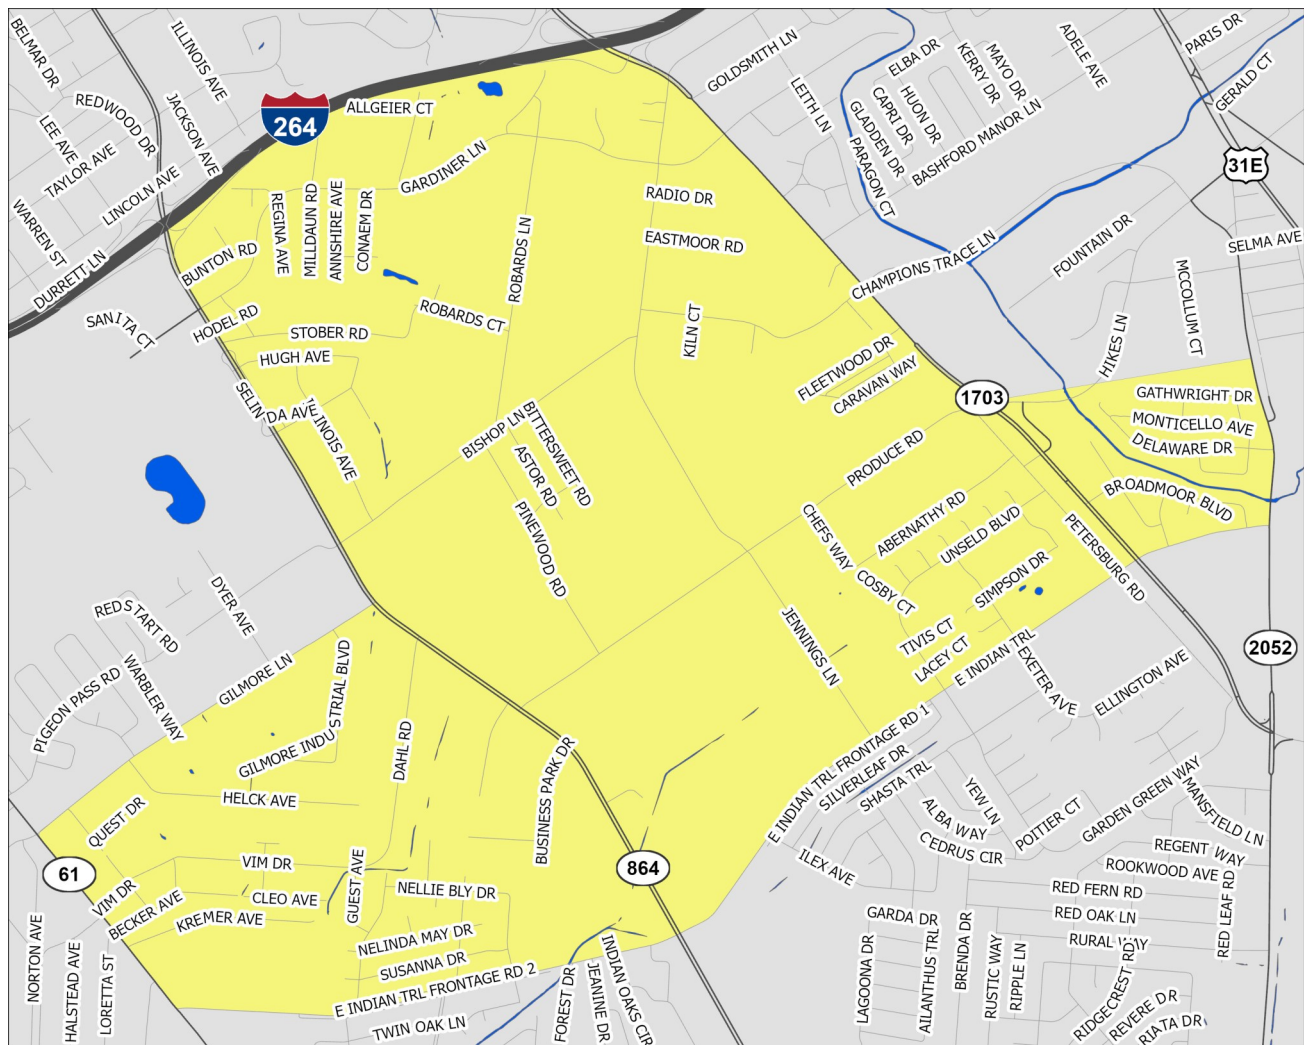 BELMAR DR
ILLINOIS AVE
REDWOOD DR
JACKSON AVE
LEE AVE
TAYLOR AVE
LINCOLN AVE
WARREN ST
DURRETT LN
SANITA CT
264
ALLGEIER CT
GARDINER LN
REGINA AVE
MILLDAUN RD
ANNSHIRE AVE
CONAEM DR
BUNTON RD
HODEL RD
STOBER RD
HUGH AVE
SELINDA AVE
ILLINOIS AVE
ROBARDS LN
ROBARDS CT
RADIO DR
EASTMOOR RD
KILN CT
BISHOP LN
BITTERSWEET RD
ASTOR RD
PINEWOOD RD
GOLDSMITH LN
LEITH LN
ELBA DR
KERRY DR
MAYO DR
ADELE AVE
PARIS DR
GERALD CT
HUON DR
CAPRI DR
GLADDEN DR
PARAGON CT
BASHFORD MANOR LN
31E
SELMA AVE
FOUNTAIN DR
CHAMPIONS TRACE LN
MCCOLLUM CT
HIKES LN
FLEETWOOD DR
CARAVAN WAY
1703
GATHWRIGHT DR
MONTICELLO AVE
DELAWARE DR
BROADMOOR BLVD
PRODUCE RD
ABERNATHY RD
UNSELD BLVD
CHEFS WAY
COSBY CT
SIMPSON DR
PETERSBURG RD
TIVIS CT
LACEY CT
E INDIAN TRL
JENNINGS LN
EXETER AVE
ELLINGTON AVE
2052
DYER AVE
REDSTART RD
WARBLER WAY
PIGEON PASS RD
GILMORE LN
GILMORE INDUSTRIAL BLVD
DAHL RD
HELCK AVE
QUEST DR
61
VIM DR
VIM DR
CLEO AVE
BECKER AVE
KREMER AVE
GUEST AVE
NELLIE BLY DR
NELINDA MAY DR
SUSANNA DR
E INDIAN TRL FRONTAGE RD 2
TWIN OAK LN
BUSINESS PARK DR
864
NORTON AVE
HALSTEAD AVE
LORETTA ST
FOREST DR
JEANINE DR
INDIAN OAKS CIR
E INDIAN TRL FRONTAGE RD 1
SILVERLEAF DR
SHASTA TRL
ILEX AVE
ALBA WAY
CEDRUS CIR
YEW LN
POITIER CT
GARDEN GREEN WAY
MANSFIELD LN
REGENT WAY
ROOKWOOD AVE
RED FERN RD
RED OAK LN
RURAL WAY
RED LEAF RD
GARDA DR
LAGOONA DR
AILANTHUS TRL
BRENDA DR
RUSTIC WAY
RIPPLE LN
RIDGECREST RD
REVERE DR
RIATA DR